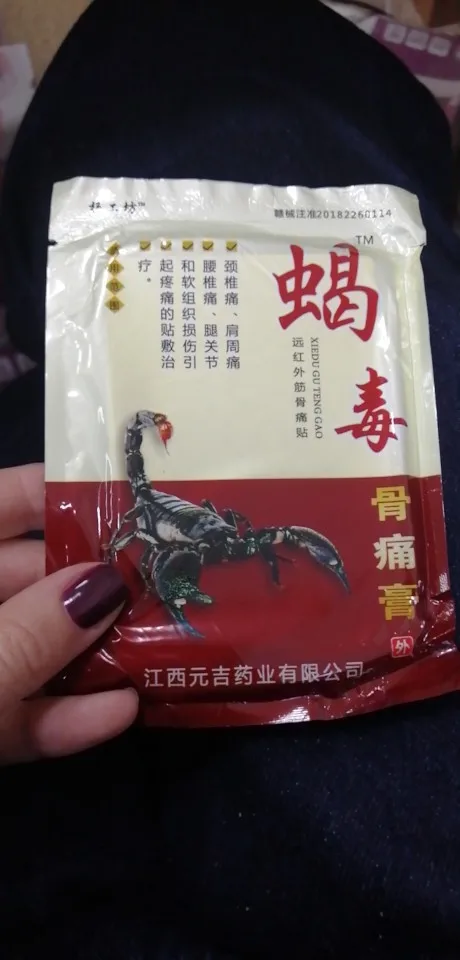 赣械注准20182260114
TM
蝎毒
XIEDU GU TENG GAO
远红外筋骨痛贴
骨痛膏
外
颈椎痛、肩周痛
腰椎痛、腿关节
和软组织损伤引
起疼痛的贴敷治
疗。
江西元吉药业有限公司